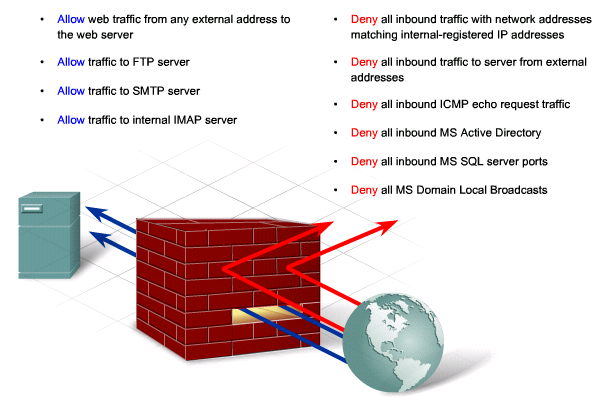 • Allow web traffic from any external address to
the web server
• Allow traffic to FTP server
• Allow traffic to SMTP server
• Allow traffic to internal IMAP server
• Deny all inbound traffic with network addresses
matching internal-registered IP addresses
• Deny all inbound traffic to server from external
addresses
• Deny all inbound ICMP echo request traffic
• Deny all inbound MS Active Directory
• Deny all inbound MS SQL server ports
• Deny all MS Domain Local Broadcasts